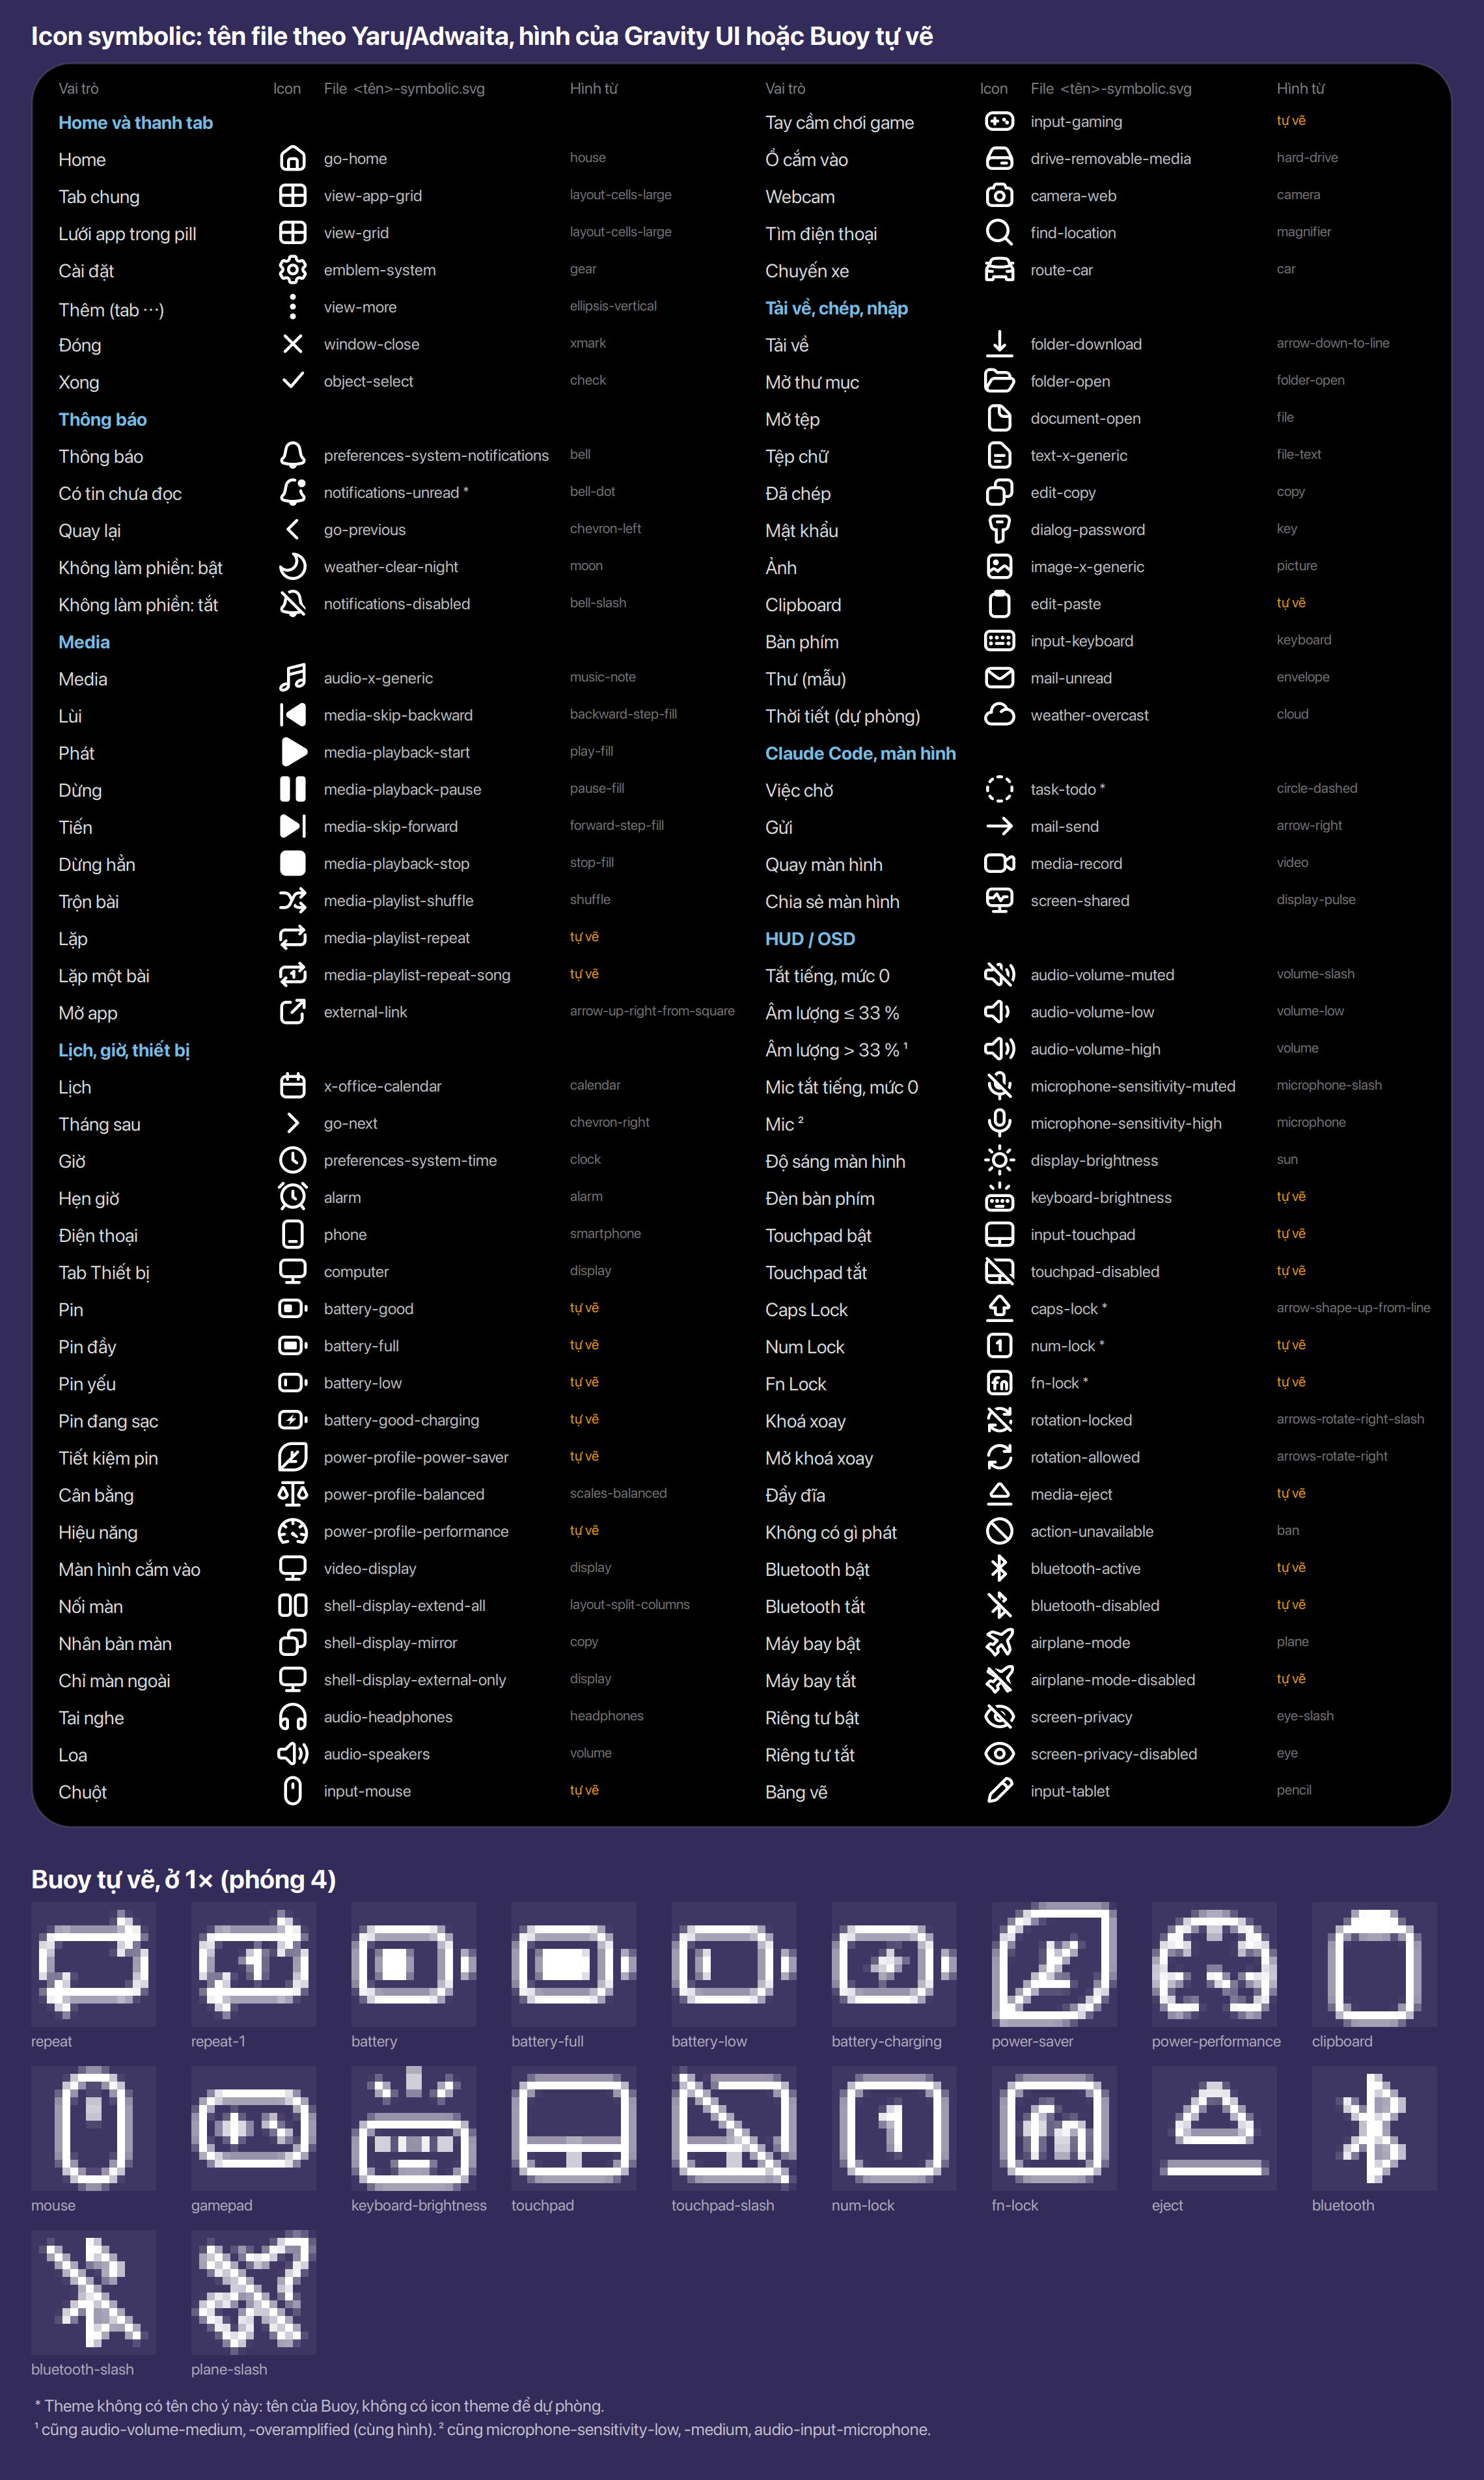 Icon symbolic: tên file theo Yaru/Adwaita, hình của Gravity UI hoặc Buoy tự vẽ
Vai trò Icon File <tên>-symbolic.svg Hình từ
Home và thanh tab
Home go-home house
Tab chung view-app-grid layout-cells-large
Lưới app trong pill view-grid layout-cells-large
Cài đặt emblem-system gear
Thêm (tab ⋯) view-more ellipsis-vertical
Đóng window-close xmark
Xong object-select check
Thông báo
Thông báo preferences-system-notifications bell
Có tin chưa đọc notifications-unread * bell-dot
Quay lại go-previous chevron-left
Không làm phiền: bật weather-clear-night moon
Không làm phiền: tắt notifications-disabled bell-slash
Media
Media audio-x-generic music-note
Lùi media-skip-backward backward-step-fill
Phát media-playback-start play-fill
Dừng media-playback-pause pause-fill
Tiến media-skip-forward forward-step-fill
Dừng hẳn media-playback-stop stop-fill
Trộn bài media-playlist-shuffle shuffle
Lặp media-playlist-repeat tự vẽ
Lặp một bài media-playlist-repeat-song tự vẽ
Mở app external-link arrow-up-right-from-square
Lịch, giờ, thiết bị
Lịch x-office-calendar calendar
Tháng sau go-next chevron-right
Giờ preferences-system-time clock
Hẹn giờ alarm alarm
Điện thoại phone smartphone
Tab Thiết bị computer display
Pin battery-good tự vẽ
Pin đầy battery-full tự vẽ
Pin yếu battery-low tự vẽ
Pin đang sạc battery-good-charging tự vẽ
Tiết kiệm pin power-profile-power-saver tự vẽ
Cân bằng power-profile-balanced scales-balanced
Hiệu năng power-profile-performance tự vẽ
Màn hình cắm vào video-display display
Nối màn shell-display-extend-all layout-split-columns
Nhân bản màn shell-display-mirror copy
Chỉ màn ngoài shell-display-external-only display
Tai nghe audio-headphones headphones
Loa audio-speakers volume
Chuột input-mouse tự vẽ
Vai trò Icon File <tên>-symbolic.svg Hình từ
Tay cầm chơi game input-gaming tự vẽ
Ổ cắm vào drive-removable-media hard-drive
Webcam camera-web camera
Tìm điện thoại find-location magnifier
Chuyến xe route-car car
Tải về, chép, nhập
Tải về folder-download arrow-down-to-line
Mở thư mục folder-open folder-open
Mở tệp document-open file
Tệp chữ text-x-generic file-text
Đã chép edit-copy copy
Mật khẩu dialog-password key
Ảnh image-x-generic picture
Clipboard edit-paste tự vẽ
Bàn phím input-keyboard keyboard
Thư (mẫu) mail-unread envelope
Thời tiết (dự phòng) weather-overcast cloud
Claude Code, màn hình
Việc chờ task-todo * circle-dashed
Gửi mail-send arrow-right
Quay màn hình media-record video
Chia sẻ màn hình screen-shared display-pulse
HUD / OSD
Tắt tiếng, mức 0 audio-volume-muted volume-slash
Âm lượng ≤ 33 % audio-volume-low volume-low
Âm lượng > 33 % ¹ audio-volume-high volume
Mic tắt tiếng, mức 0 microphone-sensitivity-muted microphone-slash
Mic ² microphone-sensitivity-high microphone
Độ sáng màn hình display-brightness sun
Đèn bàn phím keyboard-brightness tự vẽ
Touchpad bật input-touchpad tự vẽ
Touchpad tắt touchpad-disabled tự vẽ
Caps Lock caps-lock * arrow-shape-up-from-line
Num Lock num-lock * tự vẽ
Fn Lock fn-lock * tự vẽ
Khoá xoay rotation-locked arrows-rotate-right-slash
Mở khoá xoay rotation-allowed arrows-rotate-right
Đẩy đĩa media-eject tự vẽ
Không có gì phát action-unavailable ban
Bluetooth bật bluetooth-active tự vẽ
Bluetooth tắt bluetooth-disabled tự vẽ
Máy bay bật airplane-mode plane
Máy bay tắt airplane-mode-disabled tự vẽ
Riêng tư bật screen-privacy eye-slash
Riêng tư tắt screen-privacy-disabled eye
Bảng vẽ input-tablet pencil
Buoy tự vẽ, ở 1× (phóng 4)
repeat repeat-1 battery battery-full battery-low battery-charging power-saver power-performance clipboard
mouse gamepad keyboard-brightness touchpad touchpad-slash num-lock fn-lock eject bluetooth
bluetooth-slash plane-slash
* Theme không có tên cho ý này: tên của Buoy, không có icon theme để dự phòng.
¹ cũng audio-volume-medium, -overamplified (cùng hình). ² cũng microphone-sensitivity-low, -medium, audio-input-microphone.